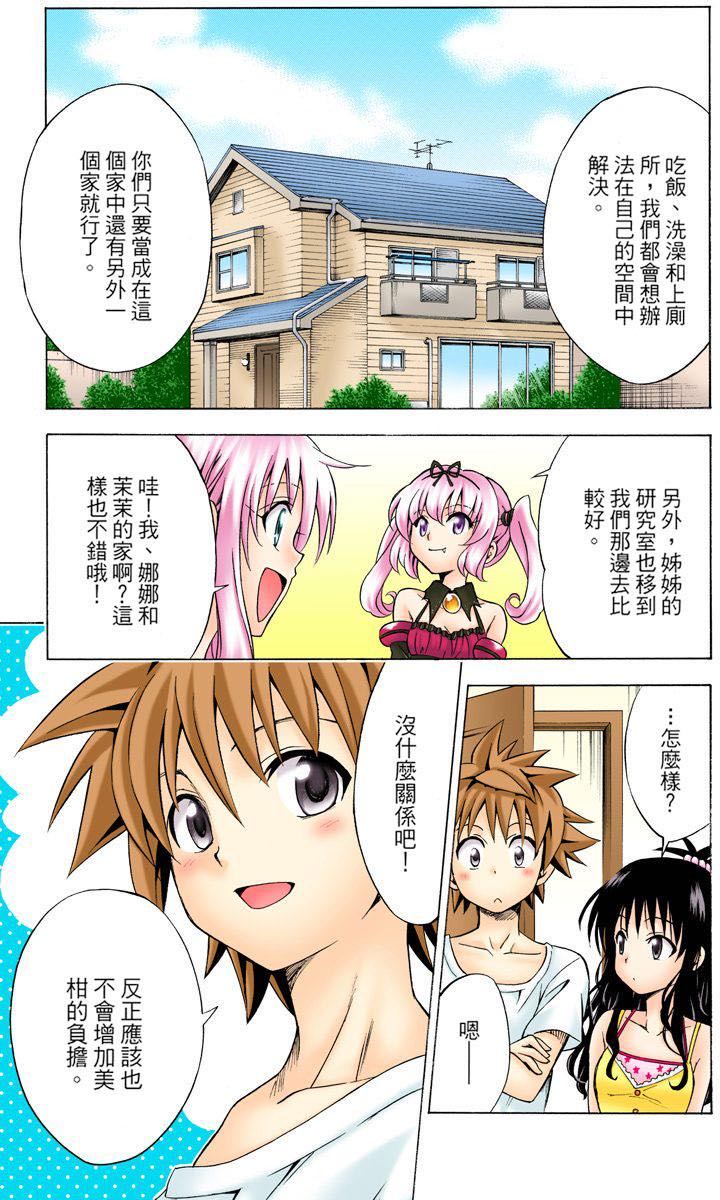 吃飯、洗澡和上廁
所，我們都會想辦
法在自己的空間中
解決。
你們只要當成在這
個家中還有另外一
個家就行了。
另外，姊姊的
研究室也移到
我們那邊去比
較好。
哇！我、娜娜和
茉茉的家啊？這
樣也不錯哦！
…怎麼樣？
嗯——
沒什麼關係吧！
反正應該也
不會增加美
柑的負擔。